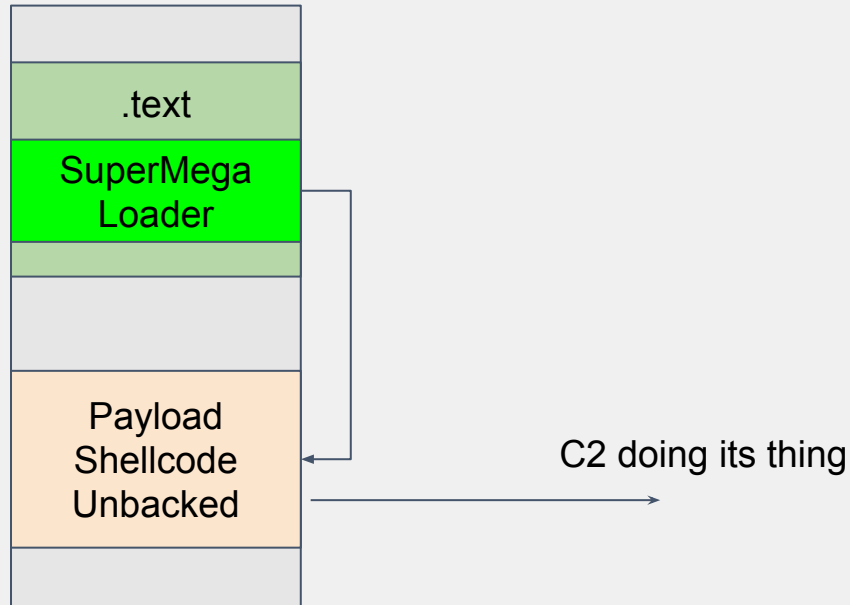 .text
SuperMega
Loader
Payload
Shellcode
Unbacked
C2 doing its thing